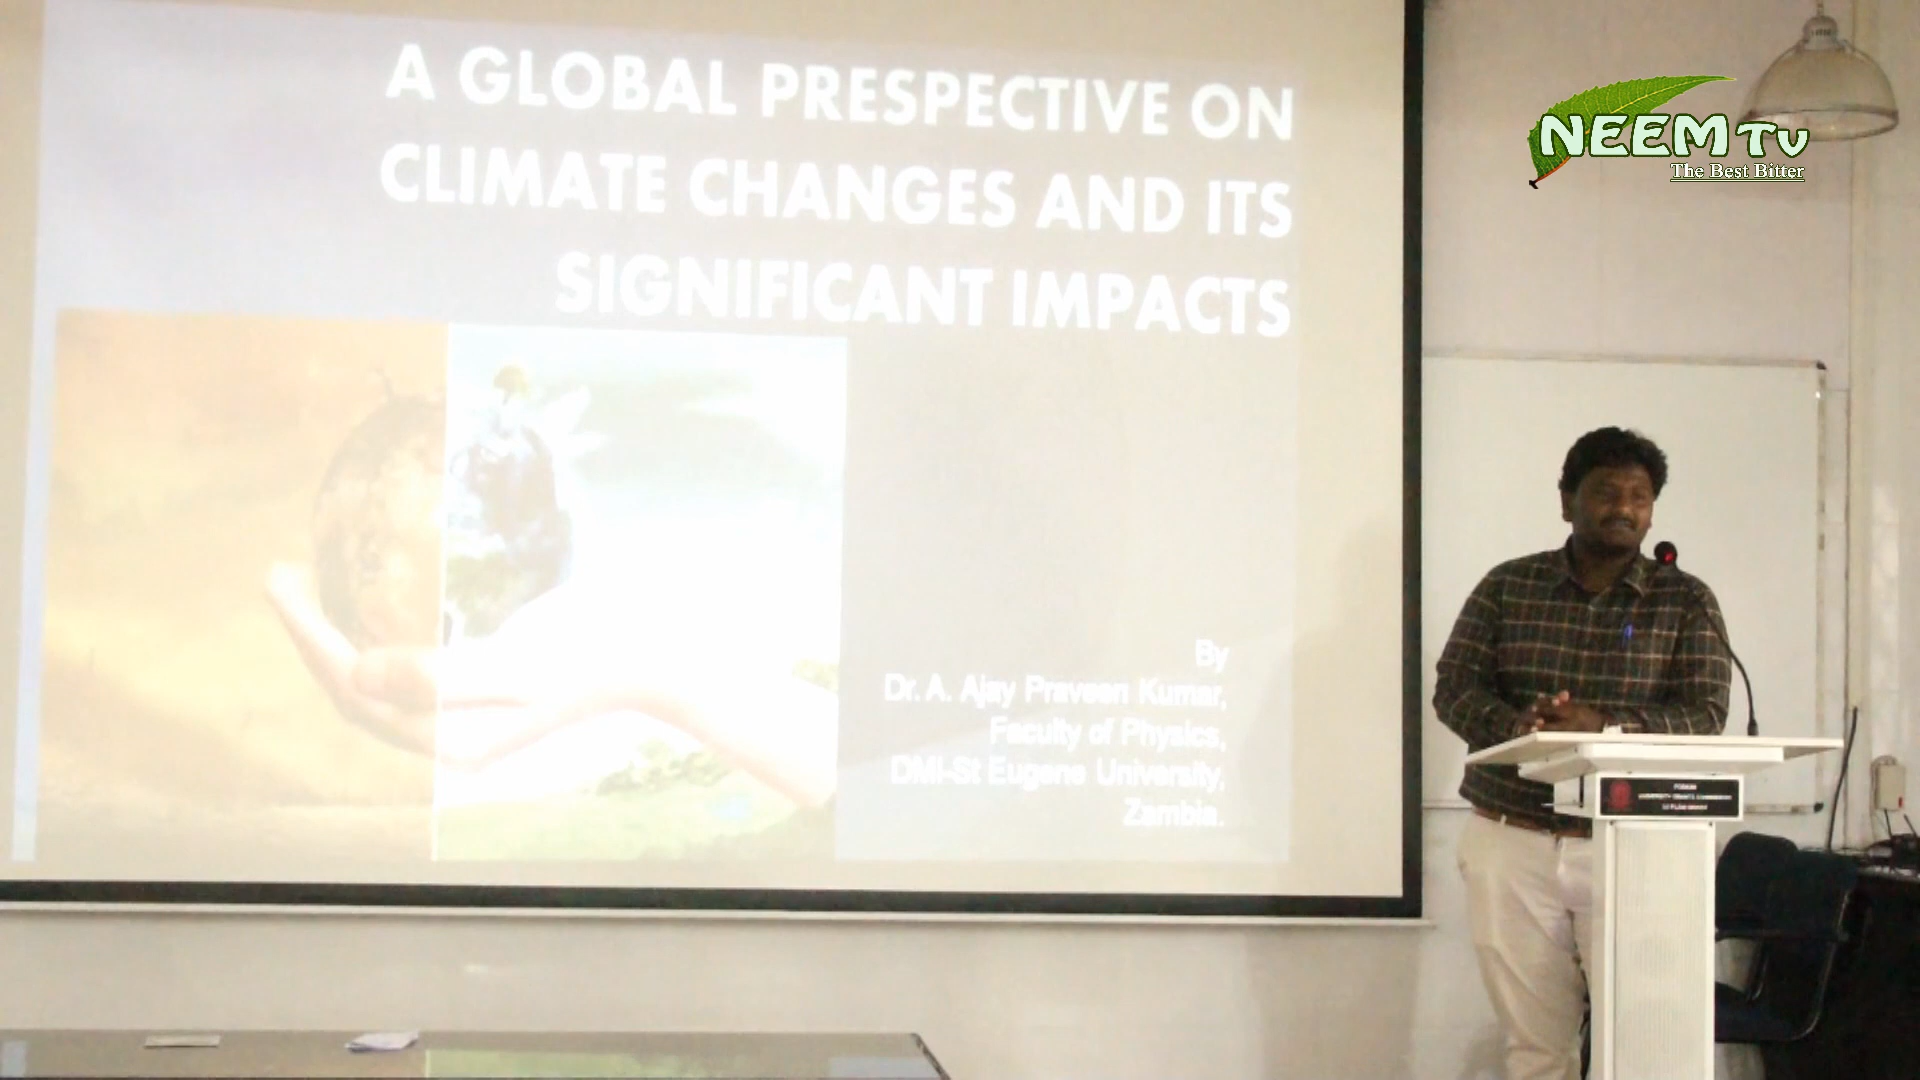 A GLOBAL PRESPECTIVE ON
CLIMATE CHANGES AND ITS
SIGNIFICANT IMPACTS
By
Dr. A. Ajay Praveen Kumar,
Faculty of Physics,
DMI-St Eugene University,
Zambia.
NEEM TV
The Best Bitter